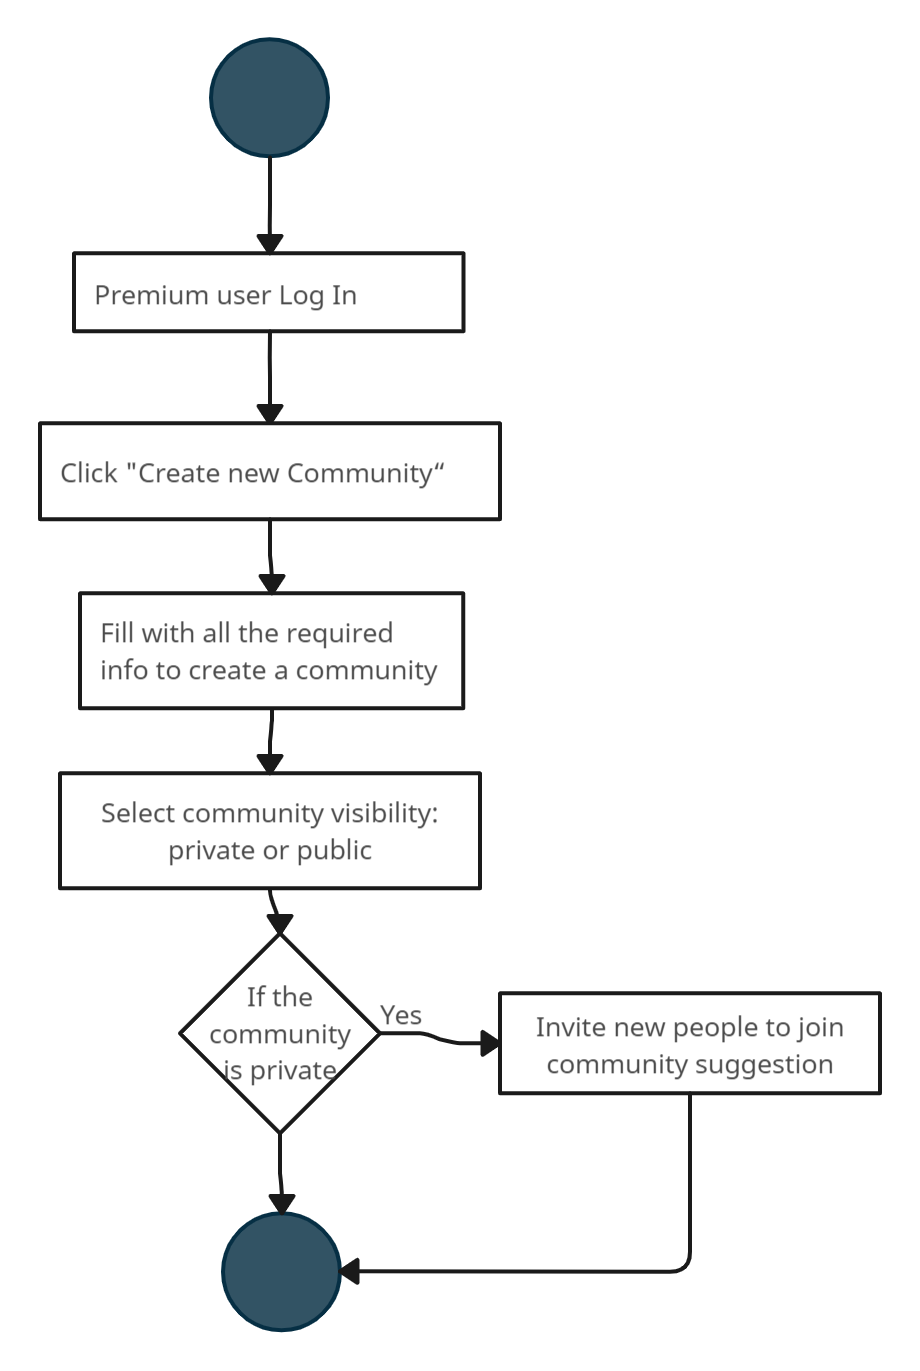 Premium user Log In
Click "Create new Community“
Fill with all the required
info to create a community
Select community visibility:
private or public
If the
community
is private
Yes
Invite new people to join
community suggestion